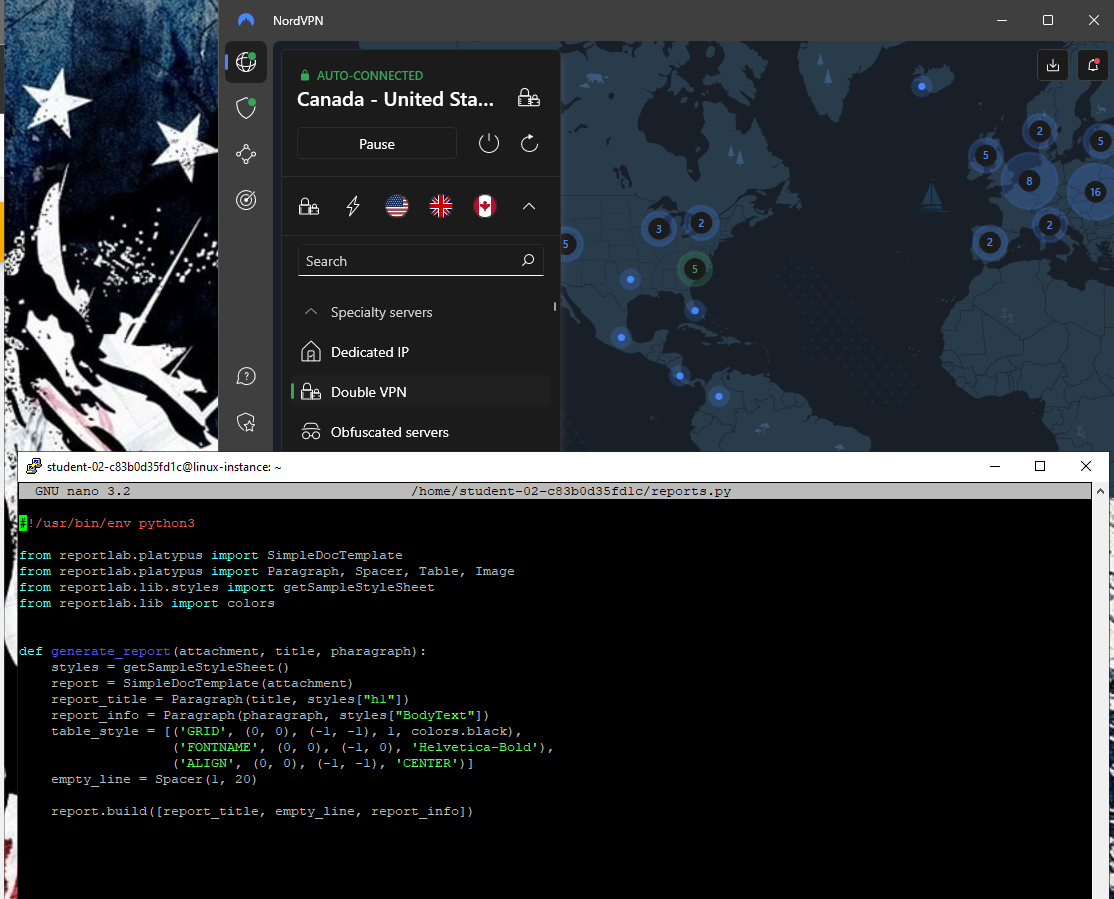 NordVPN
AUTO-CONNECTED
Canada - United Sta...
Pause
Search
Specialty servers
Dedicated IP
Double VPN
Obfuscated servers
5
3
2
5
2
5
5
8
16
2
2
student-02-c83b0d35fd1c@linux-instance: ~
GNU nano 3.2 /home/student-02-c83b0d35fd1c/reports.py
#!/usr/bin/env python3
from reportlab.platypus import SimpleDocTemplate
from reportlab.platypus import Paragraph, Spacer, Table, Image
from reportlab.lib.styles import getSampleStyleSheet
from reportlab.lib import colors
def generate_report(attachment, title, pharagraph):
    styles = getSampleStyleSheet()
    report = SimpleDocTemplate(attachment)
    report_title = Paragraph(title, styles["h1"])
    report_info = Paragraph(pharagraph, styles["BodyText"])
    table_style = [('GRID', (0, 0), (-1, -1), 1, colors.black),
                   ('FONTNAME', (0, 0), (-1, 0), 'Helvetica-Bold'),
                   ('ALIGN', (0, 0), (-1, -1), 'CENTER')]
    empty_line = Spacer(1, 20)
    report.build([report_title, empty_line, report_info])